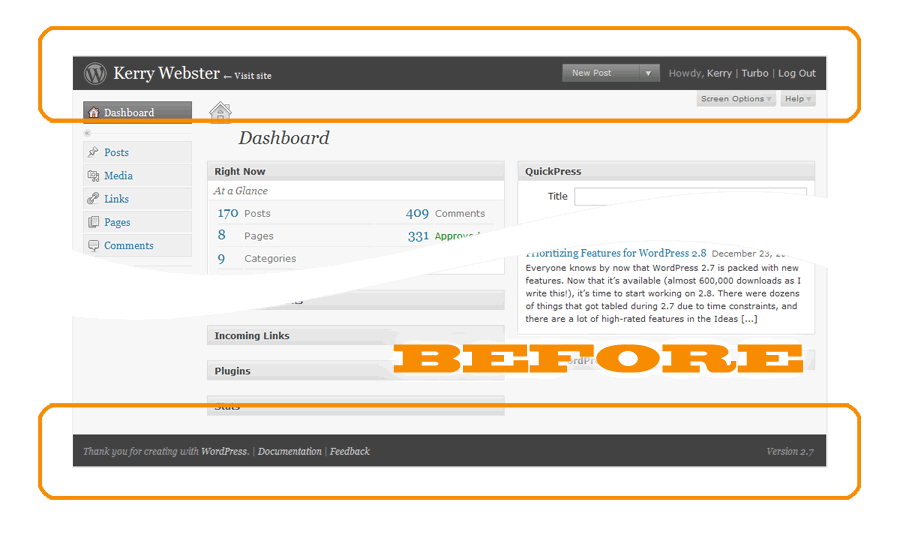 Kerry Webster ← Visit site
New Post
Howdy, Kerry | Turbo | Log Out
Screen Options
Help
Dashboard
Posts
Media
Links
Pages
Comments
Dashboard
Right Now
At a Glance
170 Posts
409 Comments
8 Pages
331 Approved
9 Categories
QuickPress
Title
Prioritizing Features for WordPress 2.8 December 23,
Everyone knows by now that WordPress 2.7 is packed with new
features. Now that it's available (almost 600,000 downloads as I
write this!), it's time to start working on 2.8. There were dozens
of things that got tabled during 2.7 due to time constraints, and
there are a lot of high-rated features in the Ideas [...]
Incoming Links
Plugins
Stats
BEFORE
Thank you for creating with WordPress. | Documentation | Feedback
Version 2.7